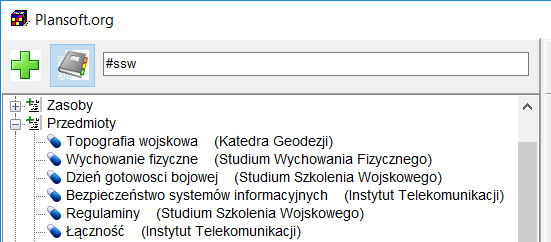 Plansoft.org
#ssw
Zasoby
Przedmioty
Topografia wojskowa (Katedra Geodezji)
Wychowanie fizyczne (Studium Wychowania Fizycznego)
Dzień gotowosci bojowej (Studium Szkolenia Wojskowego)
Bezpieczeństwo systemów informacyjnych (Instytut Telekomunikacji)
Regulaminy (Studium Szkolenia Wojskowego)
Łączność (Instytut Telekomunikacji)